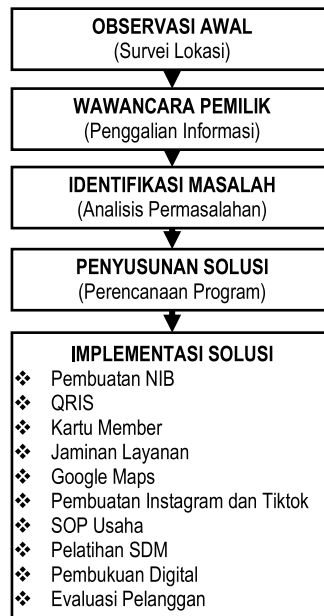 OBSERVASI AWAL
(Survei Lokasi)
WAWANCARA PEMILIK
(Penggalian Informasi)
IDENTIFIKASI MASALAH
(Analisis Permasalahan)
PENYUSUNAN SOLUSI
(Perencanaan Program)
IMPLEMENTASI SOLUSI
❖ Pembuatan NIB
❖ QRIS
❖ Kartu Member
❖ Jaminan Layanan
❖ Google Maps
❖ Pembuatan Instagram dan Tiktok
❖ SOP Usaha
❖ Pelatihan SDM
❖ Pembukuan Digital
❖ Evaluasi Pelanggan